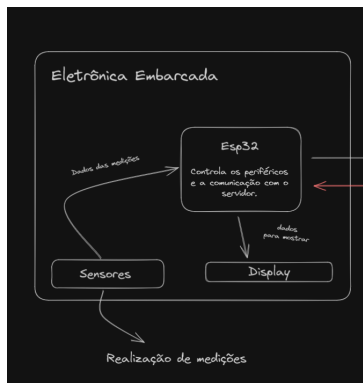 Eletrônica Embarcada
Esp32
Controla os periféricos
e a comunicação com o
servidor.
Dados das medições
dados
para mostrar
Sensores
Display
Realização de medições